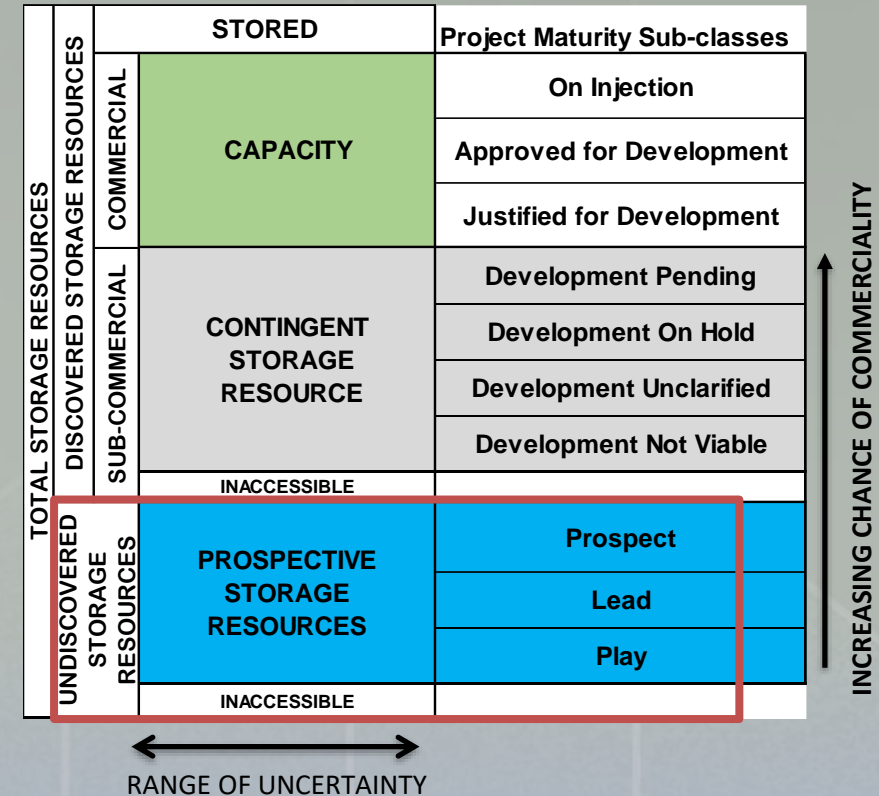 STORED
Project Maturity Sub-classes
TOTAL STORAGE RESOURCES
DISCOVERED STORAGE RESOURCES
COMMERCIAL
CAPACITY
On Injection
Approved for Development
Justified for Development
SUB-COMMERCIAL
CONTINGENT
STORAGE
RESOURCE
Development Pending
Development On Hold
Development Unclarified
Development Not Viable
INACCESSIBLE
UNDISCOVERED
STORAGE
RESOURCES
PROSPECTIVE
STORAGE
RESOURCES
Prospect
Lead
Play
INACCESSIBLE
INCREASING CHANCE OF COMMERCIALITY
RANGE OF UNCERTAINTY